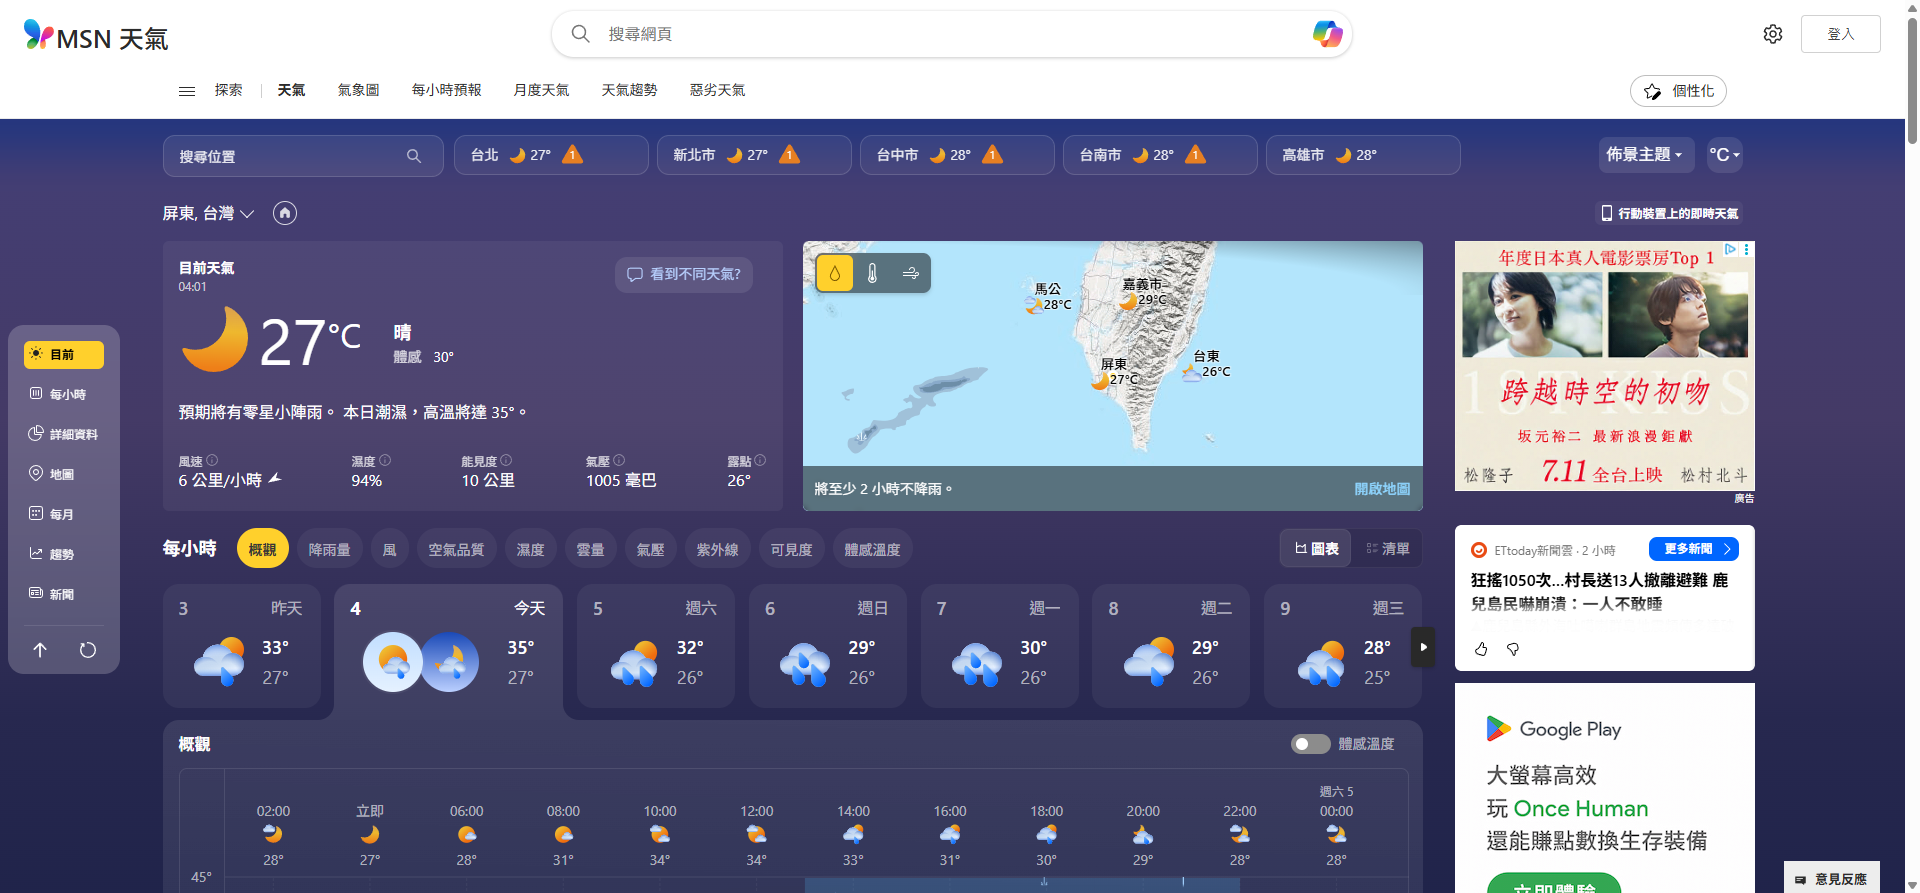 MSN 天氣
搜尋網頁
登入
探索
天氣
氣象圖
每小時預報
月度天氣
天氣趨勢
惡劣天氣
個性化
搜尋位置
台北 27° 1
新北市 27° 1
台中市 28° 1
台南市 28° 1
高雄市 28°
佈景主題
°C
屏東, 台灣
行動裝置上的即時天氣
目前天氣
04:01
看到不同天氣?
27°C
晴
體感 30°
預期將有零星小陣雨。 本日潮濕，高溫將達 35°。
風速 濕度 能見度 氣壓 露點
6 公里/小時 94% 10 公里 1005 毫巴 26°
馬公
28°C
嘉義市
29°C
屏東
27°C
台東
26°C
將至少 2 小時不降雨。
開啟地圖
目前
每小時
詳細資料
地圖
每月
趨勢
新聞
每小時
概觀
降雨量
風
空氣品質
濕度
雲量
氣壓
紫外線
可見度
體感溫度
圖表
清單
3 昨天
33°
27°
4 今天
35°
27°
5 週六
32°
26°
6 週日
29°
26°
7 週一
30°
26°
8 週二
29°
26°
9 週三
28°
25°
概觀
體感溫度
週六 5
02:00 立即 06:00 08:00 10:00 12:00 14:00 16:00 18:00 20:00 22:00 00:00
28° 27° 28° 31° 34° 34° 33° 31° 30° 29° 28° 28°
45°
年度日本真人電影票房Top 1
1ST KISS
跨越時空的初吻
坂元裕二 最新浪漫鉅獻
松隆子 7.11 全台上映 松村北斗
廣告
ETtoday新聞雲 · 2 小時
更多新聞
狂搖1050次...村長送13人撤離避難 鹿
兒島民嚇崩潰：一人不敢睡
Google Play
大螢幕高效
玩 Once Human
還能賺點數換生存裝備
立即體驗
意見反應